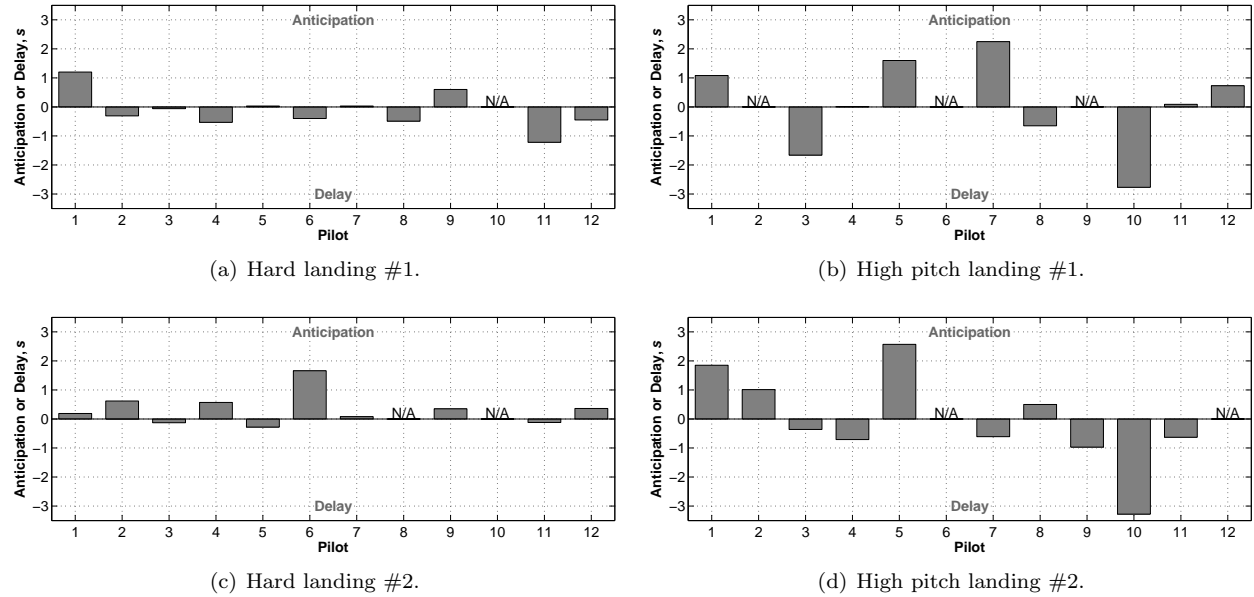 Anticipation or Delay, s
3
2
1
0
−1
−2
−3
Anticipation
N/A
Delay
1 2 3 4 5 6 7 8 9 10 11 12
Pilot
(a) Hard landing #1.
Anticipation or Delay, s
3
2
1
0
−1
−2
−3
Anticipation
N/A N/A N/A
Delay
1 2 3 4 5 6 7 8 9 10 11 12
Pilot
(b) High pitch landing #1.
Anticipation or Delay, s
3
2
1
0
−1
−2
−3
Anticipation
N/A N/A
Delay
1 2 3 4 5 6 7 8 9 10 11 12
Pilot
(c) Hard landing #2.
Anticipation or Delay, s
3
2
1
0
−1
−2
−3
Anticipation
N/A N/A
Delay
1 2 3 4 5 6 7 8 9 10 11 12
Pilot
(d) High pitch landing #2.